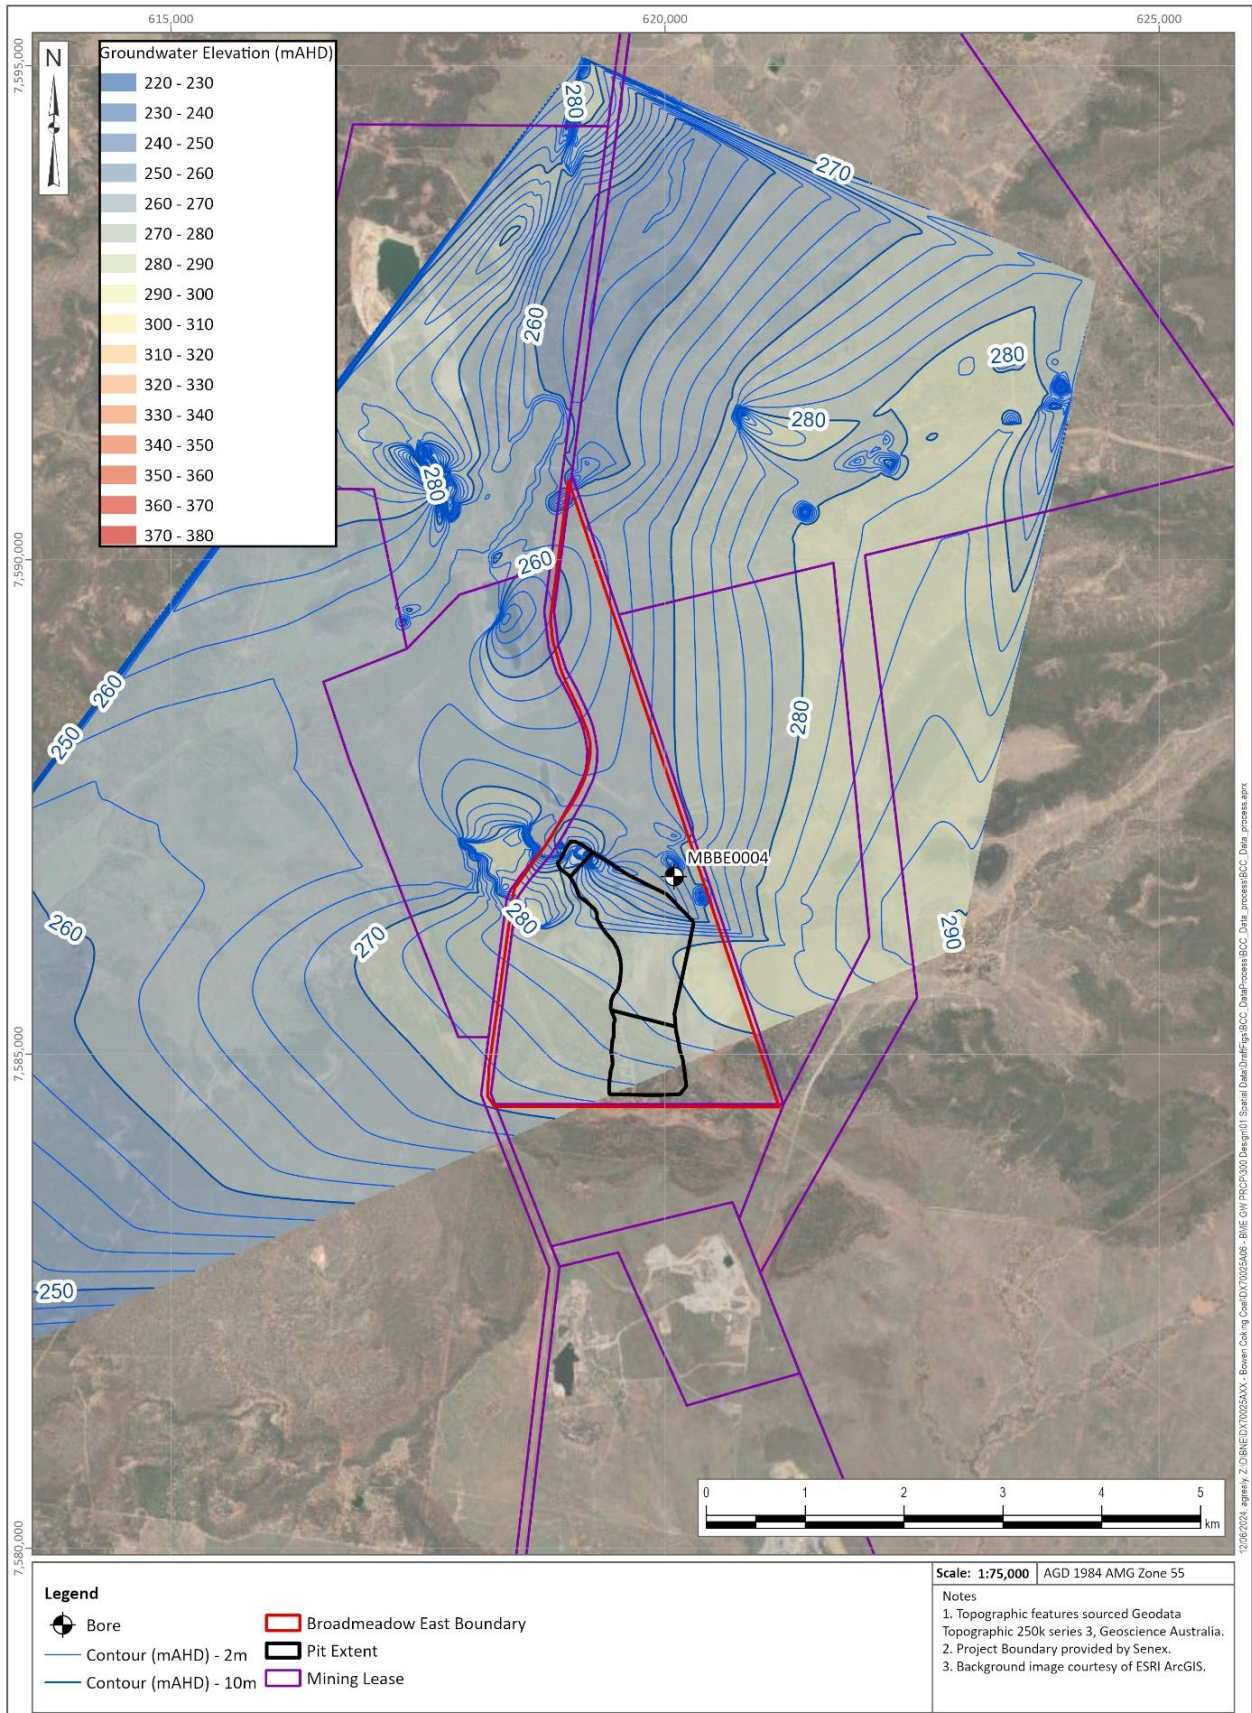 615,000
620,000
625,000
7,595,000
7,590,000
7,585,000
7,580,000
N
Groundwater Elevation (mAHD)
220 - 230
230 - 240
240 - 250
250 - 260
260 - 270
270 - 280
280 - 290
290 - 300
300 - 310
310 - 320
320 - 330
330 - 340
340 - 350
350 - 360
360 - 370
370 - 380
280
270
260
280
280
280
260
260
250
280
MBBE0004
280
260
270
290
250
0
1
2
3
4
5
km
Legend
Bore
Contour (mAHD) - 2m
Contour (mAHD) - 10m
Broadmeadow East Boundary
Pit Extent
Mining Lease
Scale: 1:75,000
AGD 1984 AMG Zone 55
Notes
1. Topographic features sourced Geodata
Topographic 250k series 3, Geoscience Australia.
2. Project Boundary provided by Senex.
3. Background image courtesy of ESRI ArcGIS.